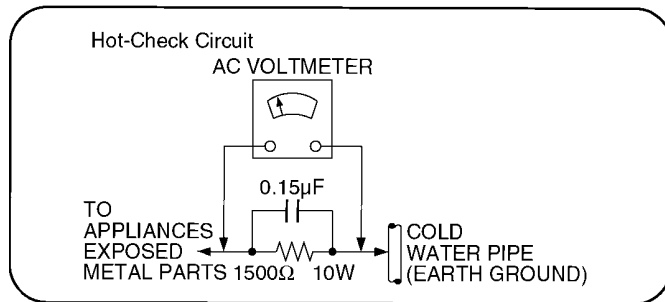 Hot-Check Circuit
AC VOLTMETER
0.15µF
TO
APPLIANCES
EXPOSED
METAL PARTS
1500Ω 10W
COLD
WATER PIPE
(EARTH GROUND)